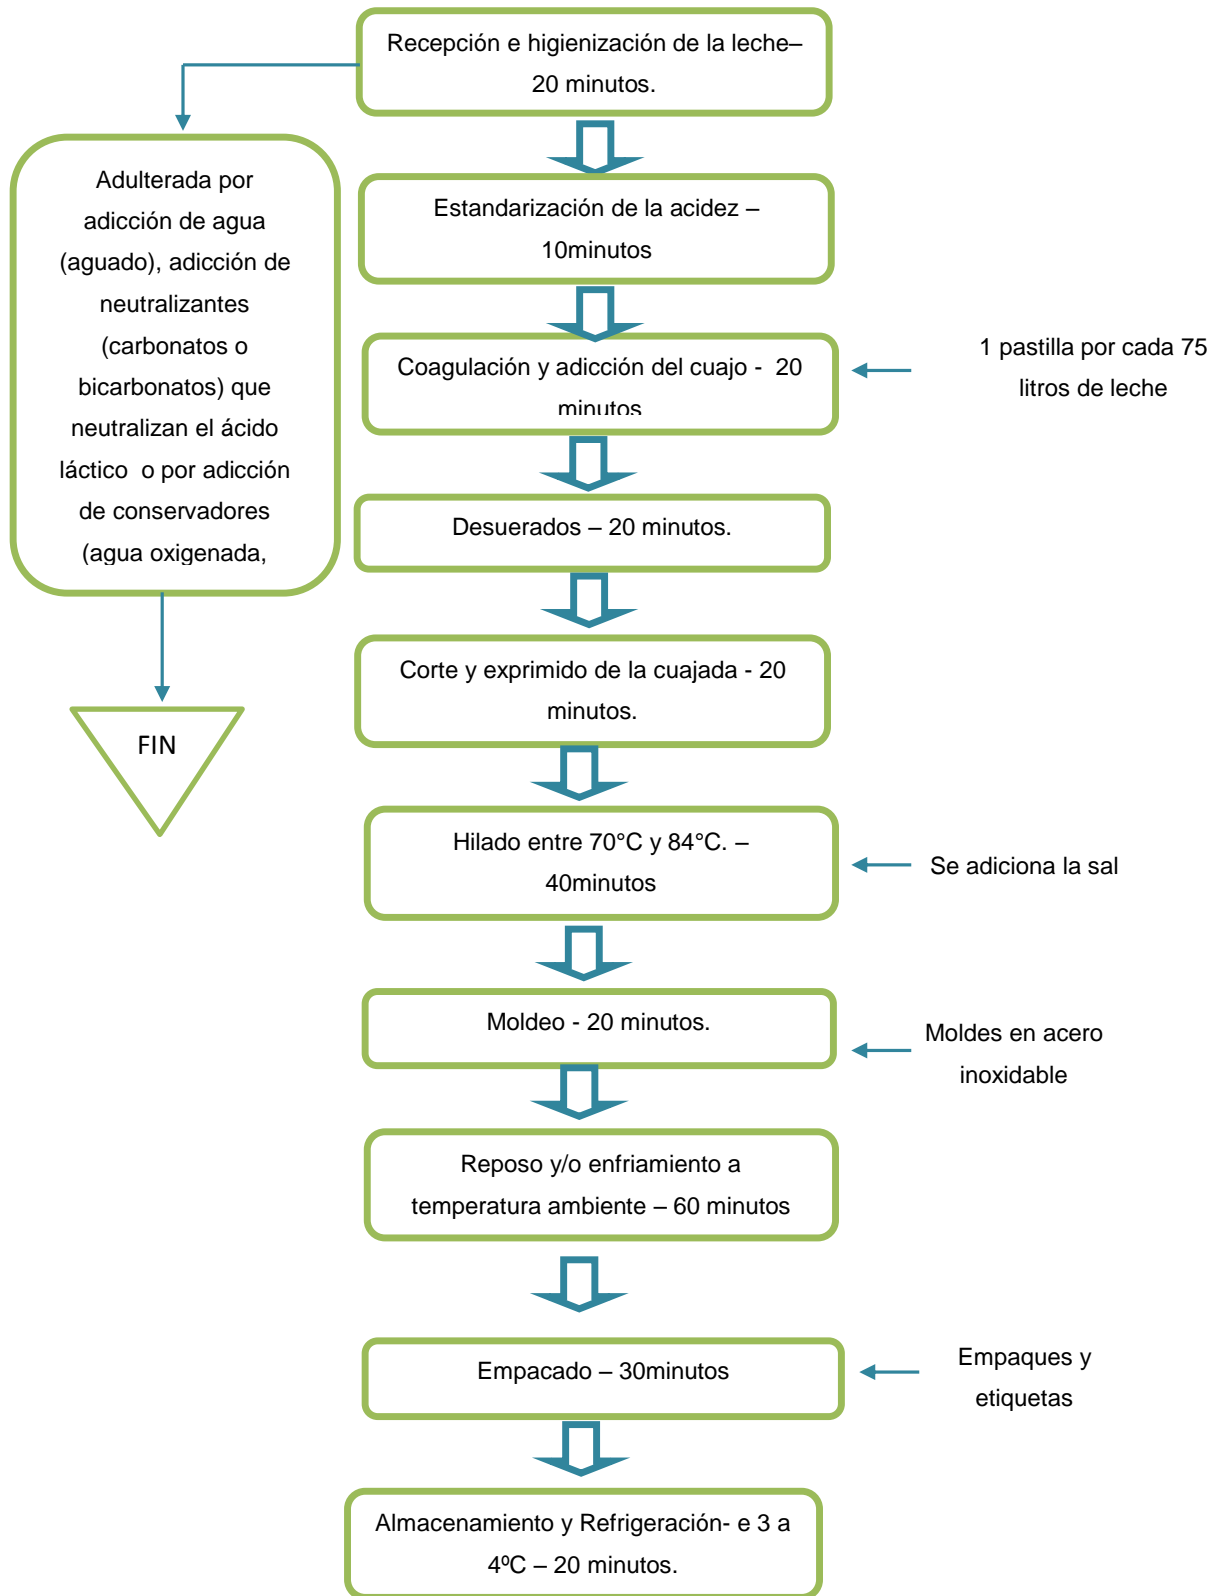 Recepción e higienización de la leche–
20 minutos.
Adulterada por
adicción de agua
(aguado), adicción de
neutralizantes
(carbonatos o
bicarbonatos) que
neutralizan el ácido
láctico o por adicción
de conservadores
(agua oxigenada,
FIN
Estandarización de la acidez –
10minutos
Coagulación y adicción del cuajo - 20
minutos
1 pastilla por cada 75
litros de leche
Desuerados – 20 minutos.
Corte y exprimido de la cuajada - 20
minutos.
Hilado entre 70°C y 84°C. –
40minutos
Se adiciona la sal
Moldeo - 20 minutos.
Moldes en acero
inoxidable
Reposo y/o enfriamiento a
temperatura ambiente – 60 minutos
Empacado – 30minutos
Empaques y
etiquetas
Almacenamiento y Refrigeración- e 3 a
4ºC – 20 minutos.